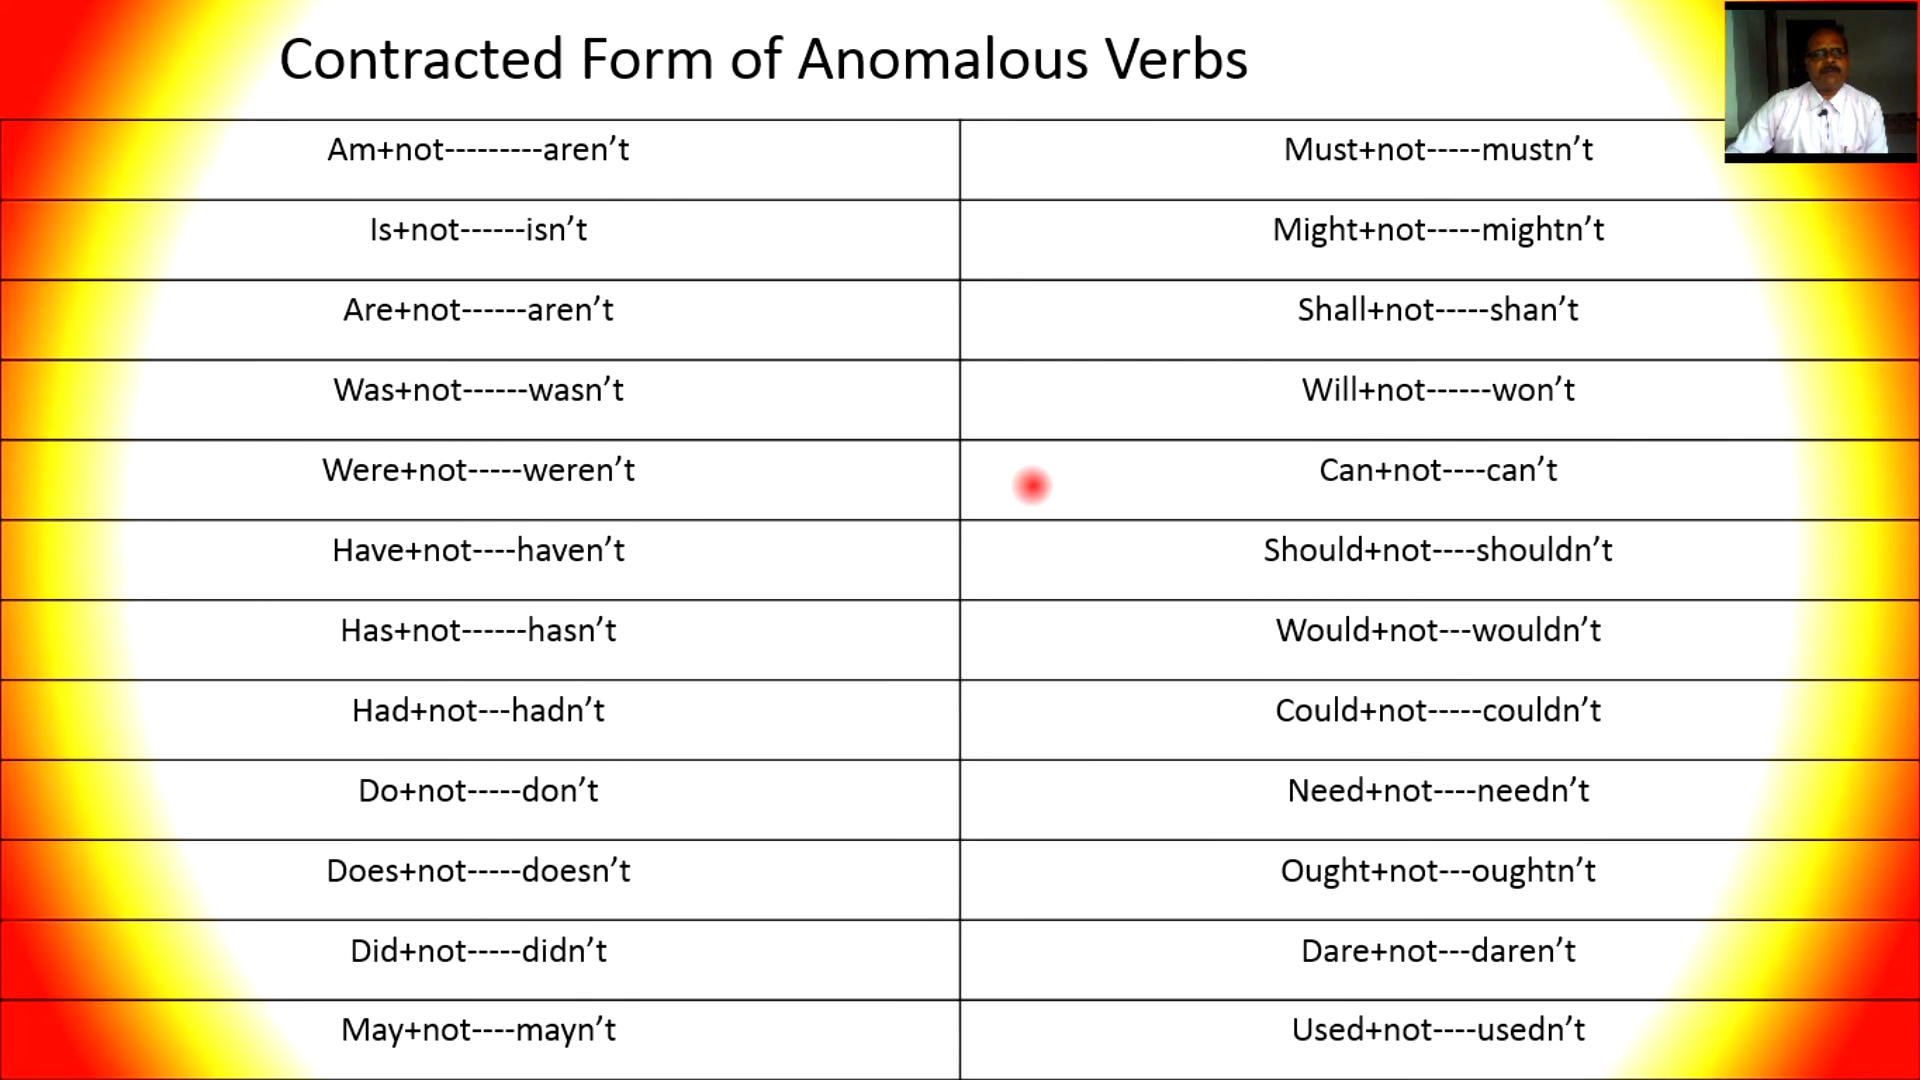 Contracted Form of Anomalous Verbs
Am+not---------aren’t
Must+not-----mustn’t
Is+not------isn’t
Might+not-----mightn’t
Are+not------aren’t
Shall+not-----shan’t
Was+not------wasn’t
Will+not------won’t
Were+not-----weren’t
Can+not----can’t
Have+not----haven’t
Should+not----shouldn’t
Has+not------hasn’t
Would+not---wouldn’t
Had+not---hadn’t
Could+not-----couldn’t
Do+not-----don’t
Need+not----needn’t
Does+not-----doesn’t
Ought+not---oughtn’t
Did+not-----didn’t
Dare+not---daren’t
May+not----mayn’t
Used+not----usedn’t